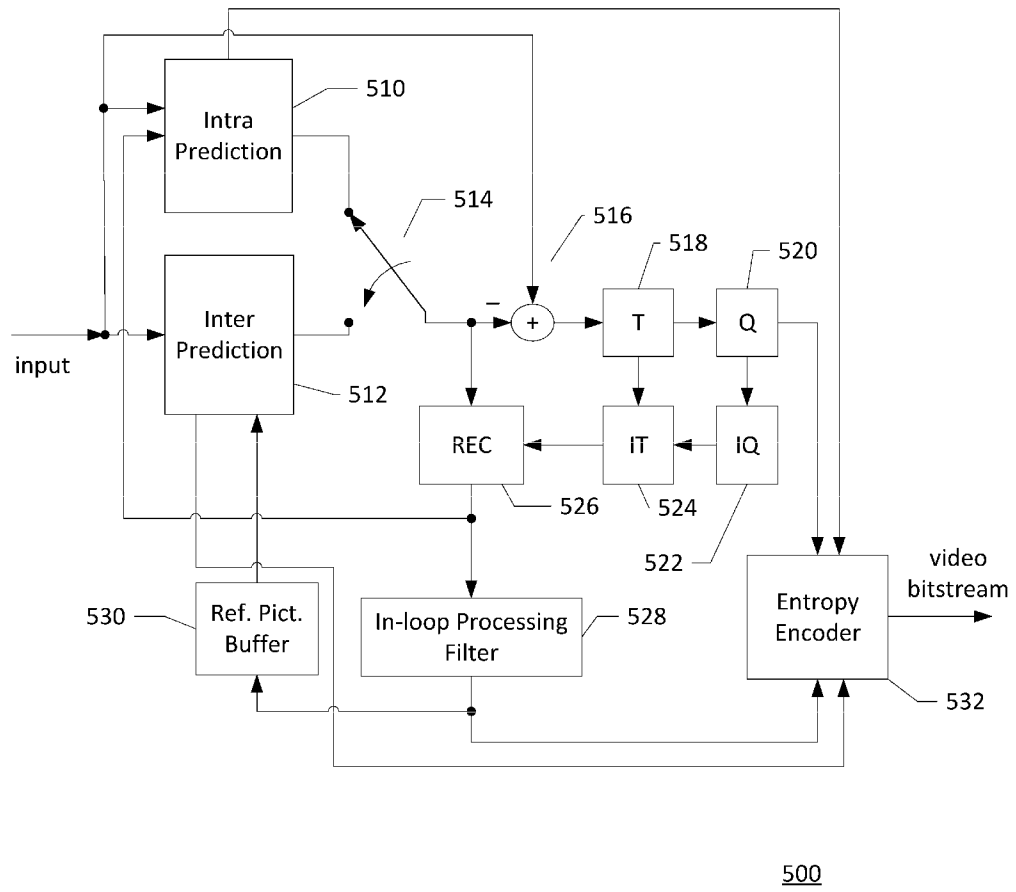 510
Intra
Prediction
514
516
518
520
Inter
Prediction
–
+
T
Q
input
512
REC
IT
IQ
526
524
522
video
bitstream
530
Ref. Pict.
Buffer
In-loop Processing
Filter
528
Entropy
Encoder
532
500